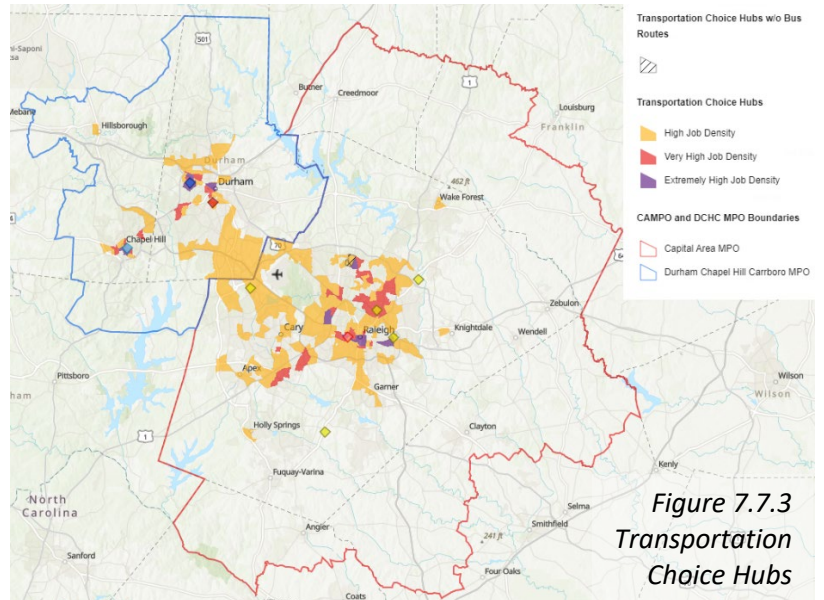 Transportation Choice Hubs w/o Bus
Routes
Transportation Choice Hubs
High Job Density
Very High Job Density
Extremely High Job Density
CAMPO and DCHC MPO Boundaries
Capital Area MPO
Durham Chapel Hill Carrboro MPO
501
1
Butner
Creedmoor
Louisburg
Franklin
Mebane
Hillsborough
Durham
Durham
462 ft
Wake Forest
Chapel Hill
70
64
Zebulon
Cary
Raleigh
Knightdale
Wendell
Apex
Pittsboro
Garner
Wilson
Wilson
Holly Springs
Clayton
1
Fuquay-Varina
Kenly
North
Carolina
Angier
Selma
Smithfield
241 ft
Sanford
Four Oaks
Coats
Figure 7.7.3
Transportation
Choice Hubs